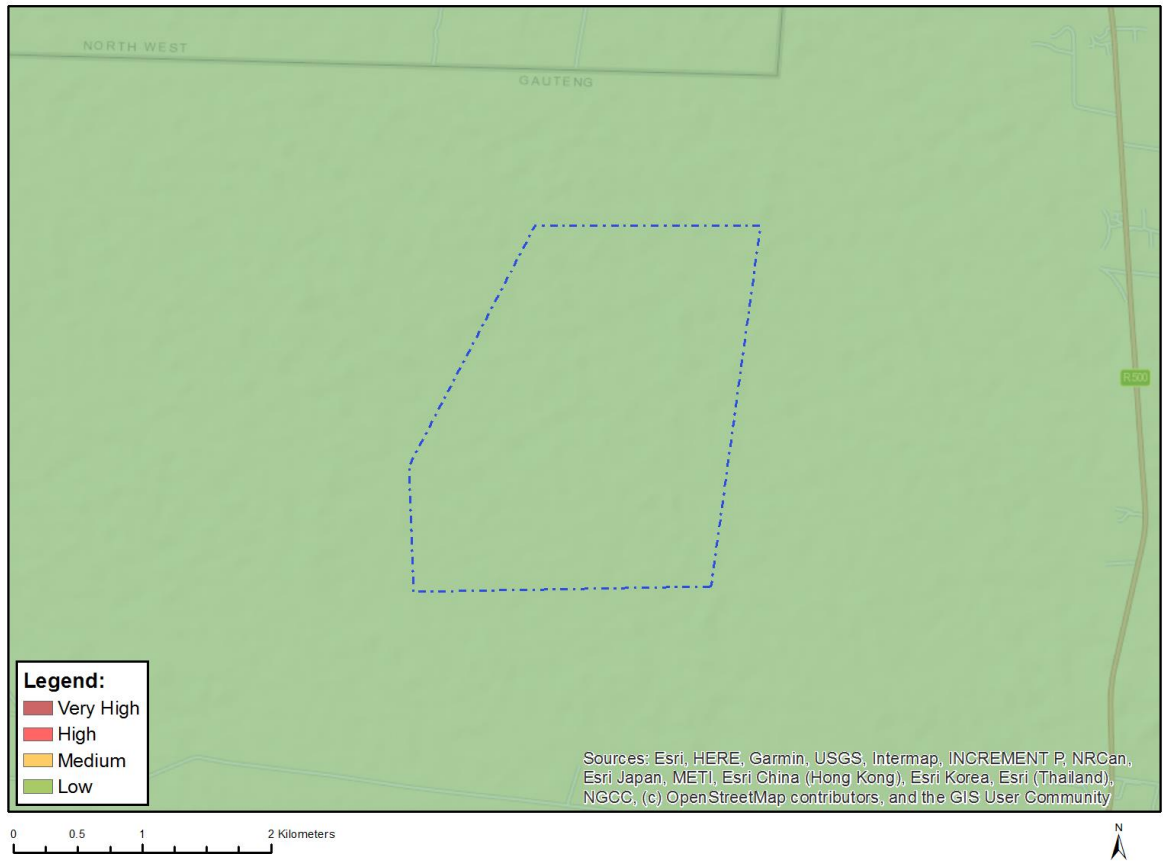 NORTH WEST
GAUTENG
R500
Legend:
Very High
High
Medium
Low
Sources: Esri, HERE, Garmin, USGS, Intermap, INCREMENT P, NRCan,
Esri Japan, METI, Esri China (Hong Kong), Esri Korea, Esri (Thailand),
NGCC, (c) OpenStreetMap contributors, and the GIS User Community
0 0.5 1 2 Kilometers
N